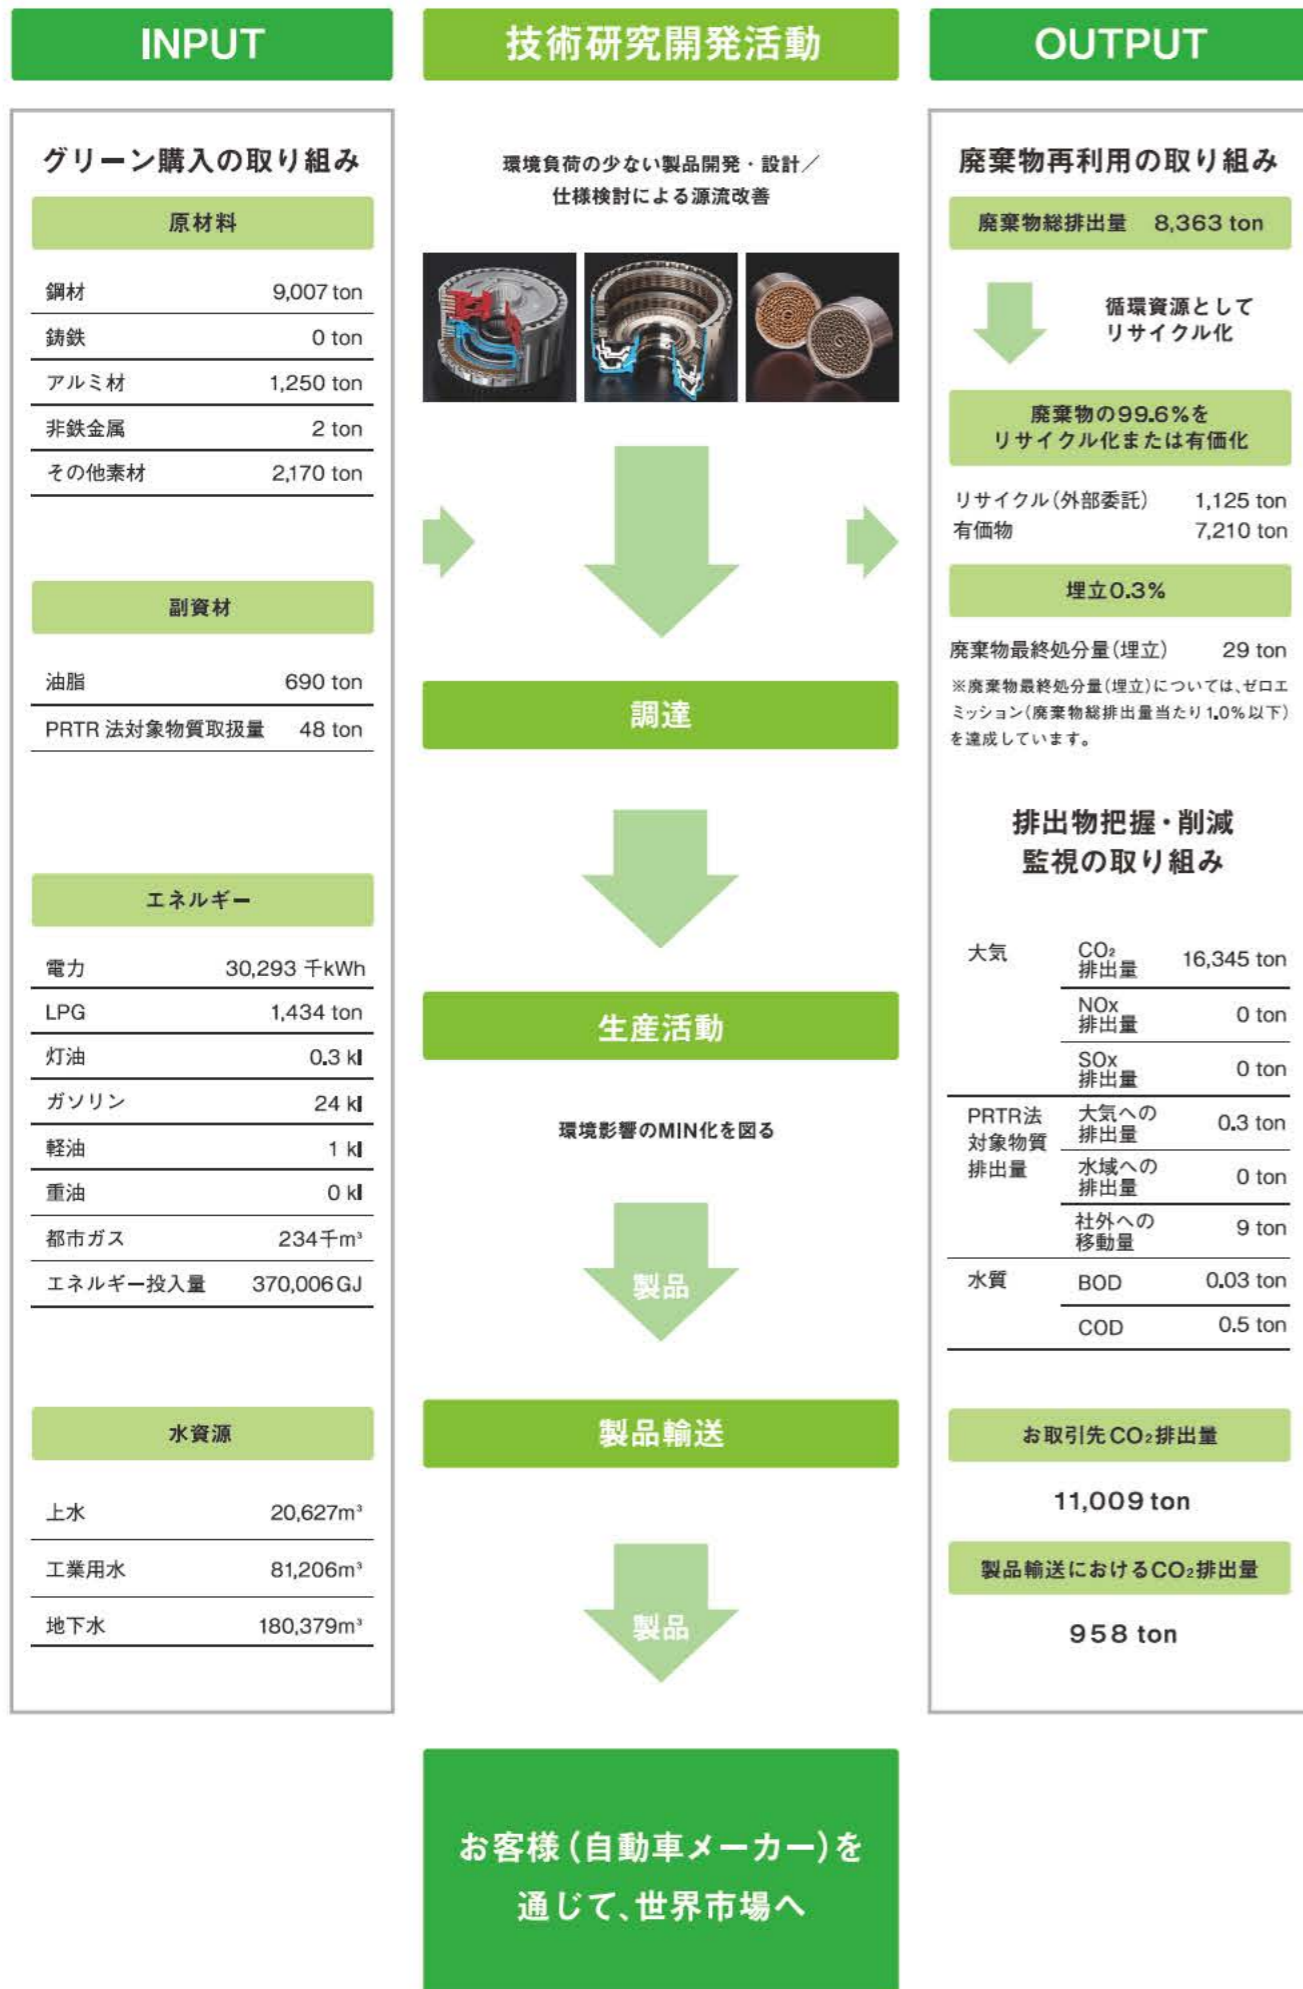 INPUT
グリーン購入の取り組み
原材料
鋼材 9,007 ton
鋳鉄 0 ton
アルミ材 1,250 ton
非鉄金属 2 ton
その他素材 2,170 ton
副資材
油脂 690 ton
PRTR 法対象物質取扱量 48 ton
エネルギー
電力 30,293 千kWh
LPG 1,434 ton
灯油 0.3 kl
ガソリン 24 kl
軽油 1 kl
重油 0 kl
都市ガス 234千m³
エネルギー投入量 370,006 GJ
水資源
上水 20,627m³
工業用水 81,206m³
地下水 180,379m³
技術研究開発活動
環境負荷の少ない製品開発・設計／
仕様検討による源流改善
調達
生産活動
環境影響のMIN化を図る
製品
製品輸送
製品
お客様（自動車メーカー）を
通じて、世界市場へ
OUTPUT
廃棄物再利用の取り組み
廃棄物総排出量 8,363 ton
循環資源として
リサイクル化
廃棄物の99.6%を
リサイクル化または有価化
リサイクル（外部委託） 1,125 ton
有価物 7,210 ton
埋立0.3%
廃棄物最終処分量（埋立） 29 ton
※廃棄物最終処分量（埋立）については、ゼロエ
ミッション（廃棄物総排出量当たり1.0%以下）
を達成しています。
排出物把握・削減
監視の取り組み
大気 CO₂
排出量 16,345 ton
NOx
排出量 0 ton
SOx
排出量 0 ton
PRTR法
対象物質
排出量
大気への
排出量 0.3 ton
水域への
排出量 0 ton
社外への
移動量 9 ton
水質 BOD 0.03 ton
COD 0.5 ton
お取引先CO₂排出量
11,009 ton
製品輸送におけるCO₂排出量
958 ton